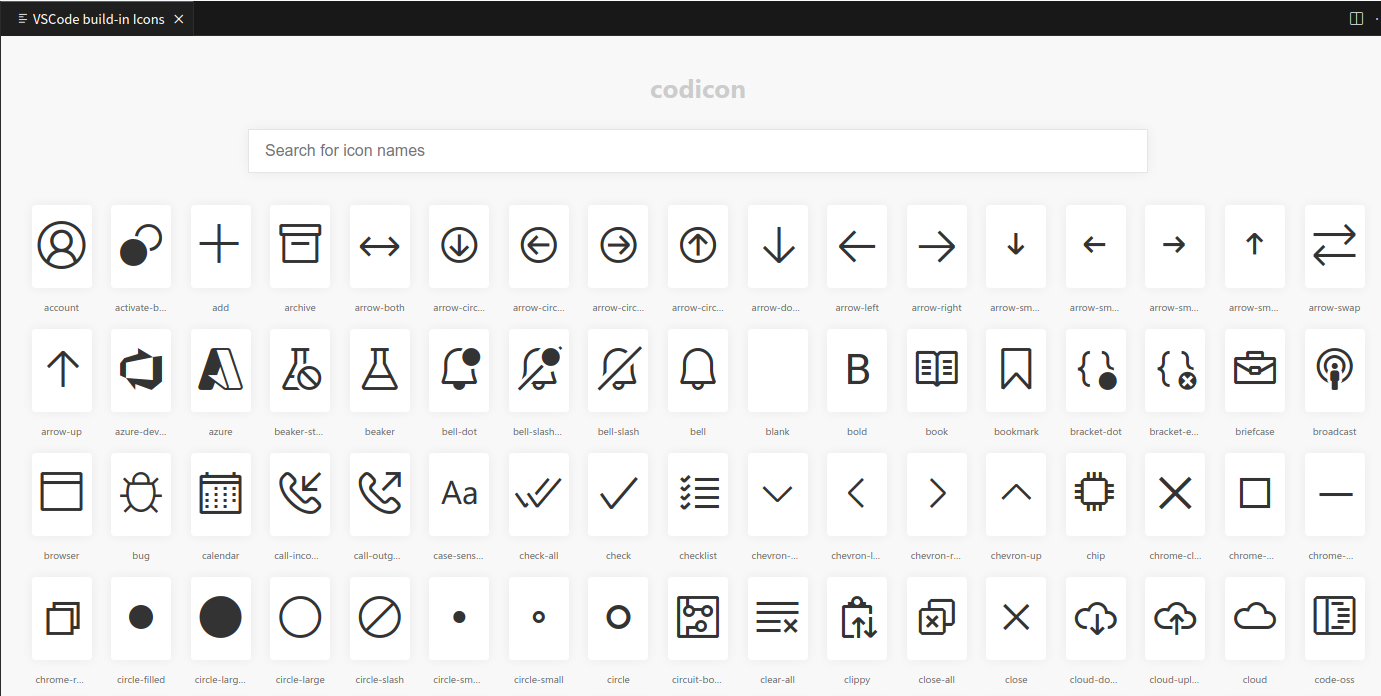 VSCode build-in Icons
codicon
Search for icon names
account activate-b... add archive arrow-both arrow-circ... arrow-circ... arrow-circ... arrow-circ... arrow-do... arrow-left arrow-right arrow-sm... arrow-sm... arrow-sm... arrow-sm... arrow-swap
B
arrow-up azure-dev... azure beaker-st... beaker bell-dot bell-slash... bell-slash bell blank bold book bookmark bracket-dot bracket-e... briefcase broadcast
Aa
browser bug calendar call-inco... call-outg... case-sens... check-all check checklist chevron-... chevron-l... chevron-r... chevron-up chip chrome-cl... chrome-... chrome-...
chrome-r... circle-filled circle-larg... circle-large circle-slash circle-sm... circle-small circle circuit-bo... clear-all clippy close-all close cloud-do... cloud-upl... cloud code-oss